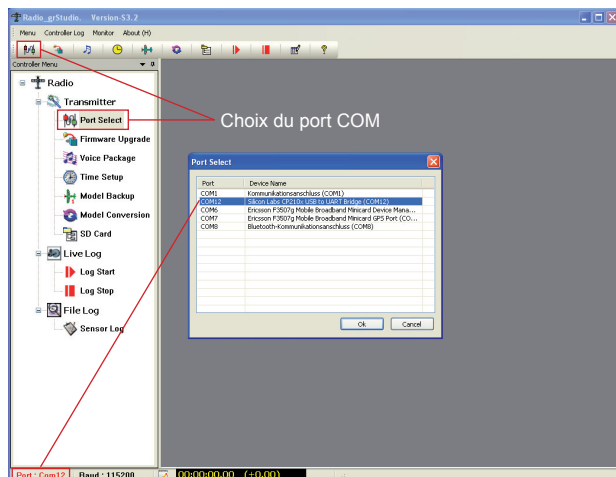 Radio_grStudio. Version-S3.2
Menu Controller Log Monitor About (H)
Controller Menu
Radio
Transmitter
Port Select
Firmware Upgrade
Voice Package
Time Setup
Model Backup
Model Conversion
SD Card
Live Log
Log Start
Log Stop
File Log
Sensor Log
Choix du port COM
Port Select
Port Device Name
COM1 Kommunikationsanschluss (COM1)
COM12 Silicon Labs CP210x USB to UART Bridge (COM12)
COM6 Ericsson F3507g Mobile Broadband Minicard Device Mana...
COM7 Ericsson F3507g Mobile Broadband Minicard GPS Port (CO...
COM8 Bluetooth-Kommunikationsanschluss (COM8)
Ok Cancel
Port : Com12 Baud : 115200 00:00:00.00 (+0.00)